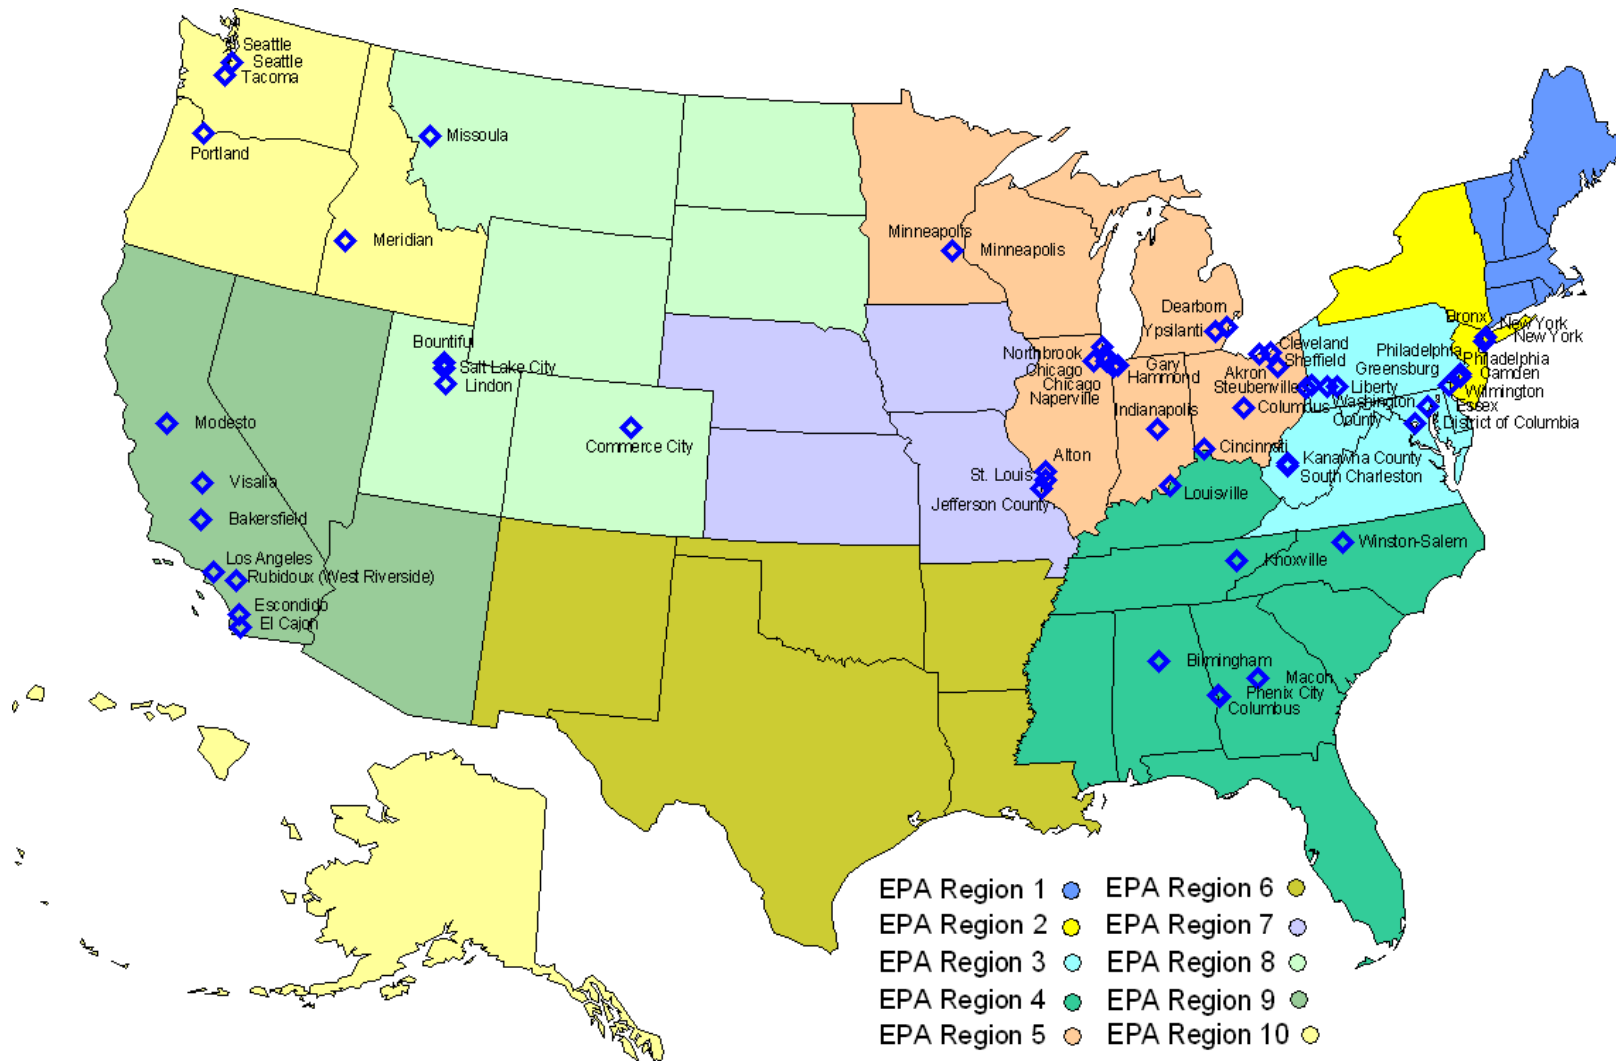 Seattle
Seattle
Tacoma
Portland
Missoula
Meridian
Minneapolis
Minneapolis
Dearborn
Ypsilanti
Bronx
New York
New York
Bountiful
Salt Lake City
Lindon
Northbrook
Chicago
Chicago
Naperville
Gary
Hammond
Cleveland
Sheffield
Akron
Steubenville
Philadelphia
Philadelphia
Greensburg
Camden
Liberty
Wilmington
Washington
County
Essex
District of Columbia
Modesto
Commerce City
Indianapolis
Columbus
Cincinnati
Visalia
Alton
St. Louis
Jefferson County
Kanawha County
South Charleston
Louisville
Bakersfield
Winston-Salem
Knoxville
Los Angeles
Rubidoux (West Riverside)
Escondido
El Cajon
Birmingham
Macon
Phenix City
Columbus
EPA Region 1
EPA Region 2
EPA Region 3
EPA Region 4
EPA Region 5
EPA Region 6
EPA Region 7
EPA Region 8
EPA Region 9
EPA Region 10